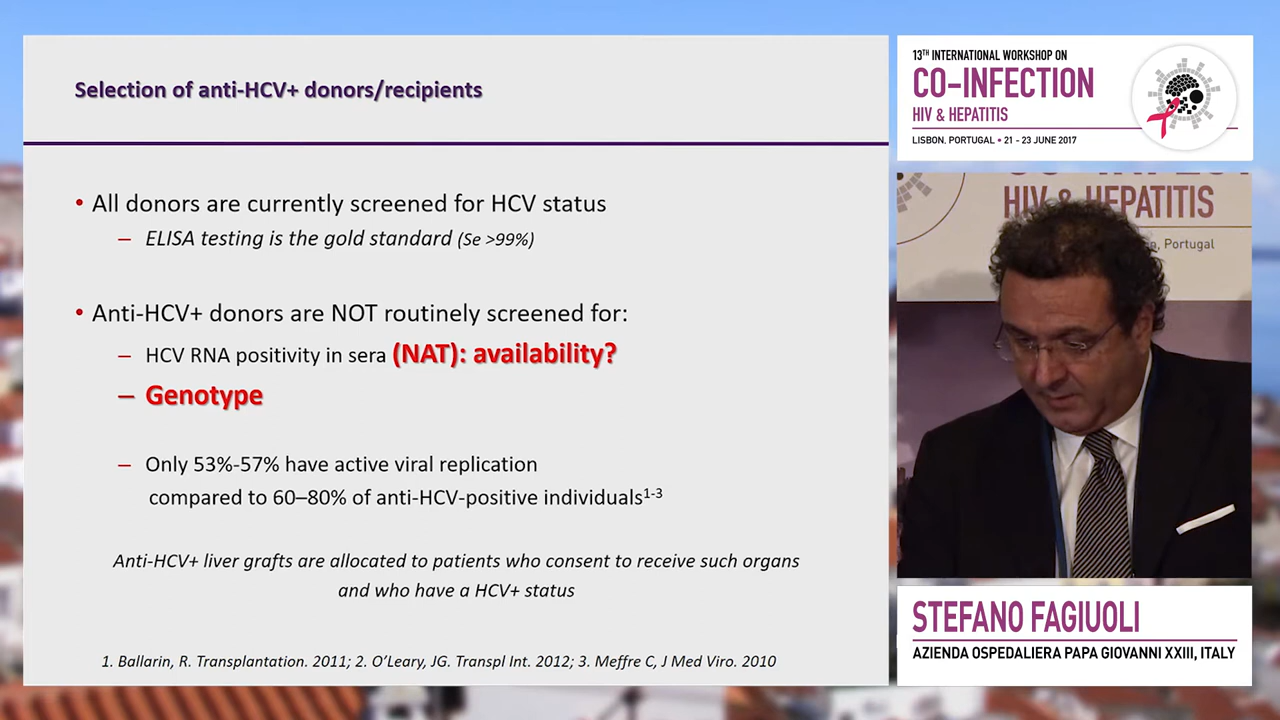 Selection of anti-HCV+ donors/recipients
• All donors are currently screened for HCV status
– ELISA testing is the gold standard (Se >99%)
• Anti-HCV+ donors are NOT routinely screened for:
– HCV RNA positivity in sera (NAT): availability?
– Genotype
– Only 53%-57% have active viral replication
compared to 60–80% of anti-HCV-positive individuals1-3
Anti-HCV+ liver grafts are allocated to patients who consent to receive such organs
and who have a HCV+ status
1. Ballarin, R. Transplantation. 2011; 2. O’Leary, JG. Transpl Int. 2012; 3. Meffre C, J Med Viro. 2010
13TH INTERNATIONAL WORKSHOP ON
CO-INFECTION
HIV & HEPATITIS
LISBON, PORTUGAL • 21 - 23 JUNE 2017
HIV & HEPATITIS
, Portugal
STEFANO FAGIUOLI
AZIENDA OSPEDALIERA PAPA GIOVANNI XXIII, ITALY